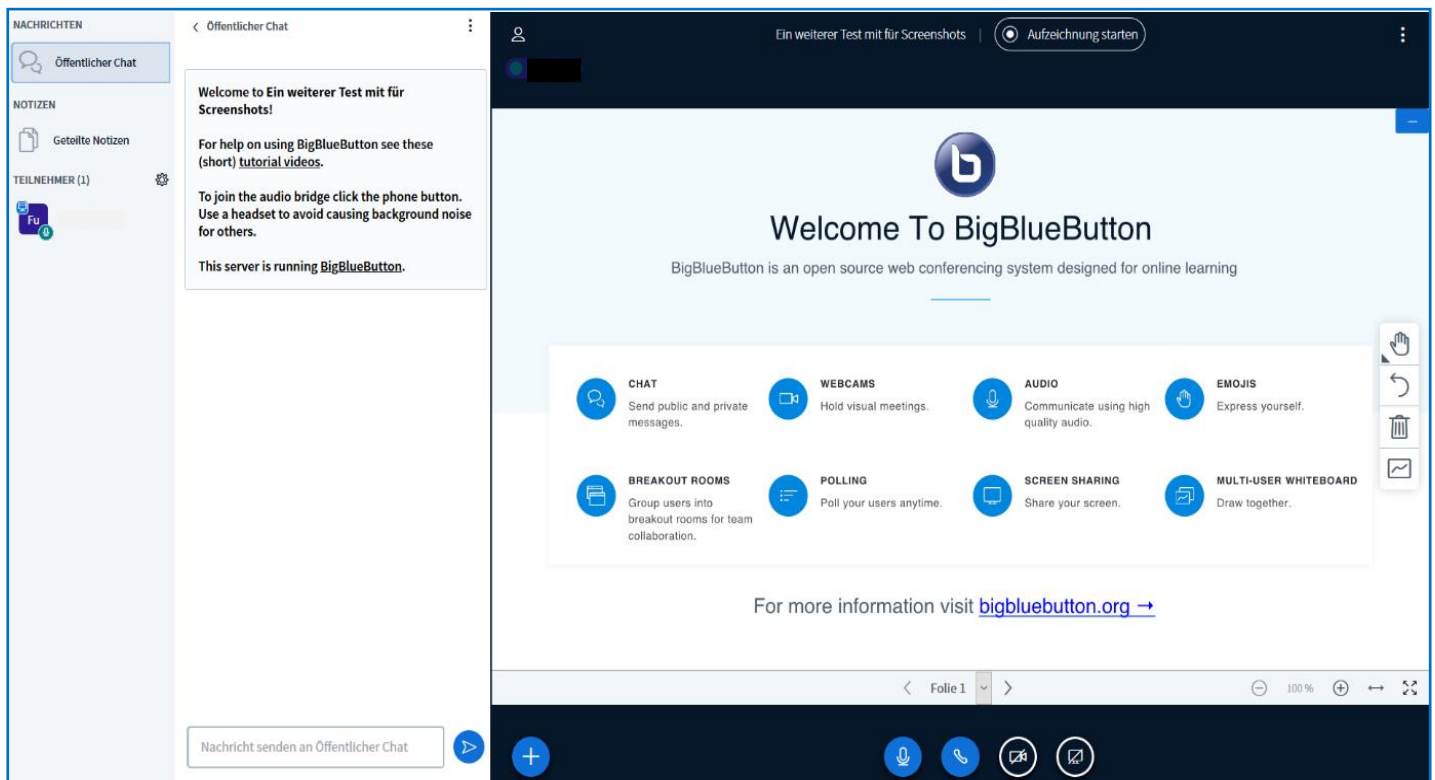 NACHRICHTEN
Öffentlicher Chat
NOTIZEN
Geteilte Notizen
TEILNEHMER (1)
Fu
Öffentlicher Chat
Welcome to Ein weiterer Test mit für
Screenshots!
For help on using BigBlueButton see these
(short) tutorial videos.
To join the audio bridge click the phone button.
Use a headset to avoid causing background noise
for others.
This server is running BigBlueButton.
Nachricht senden an Öffentlicher Chat
Ein weiterer Test mit für Screenshots | Aufzeichnung starten
b
Welcome To BigBlueButton
BigBlueButton is an open source web conferencing system designed for online learning
CHAT
Send public and private
messages.
WEBCAMS
Hold visual meetings.
AUDIO
Communicate using high
quality audio.
EMOJIS
Express yourself.
BREAKOUT ROOMS
Group users into
breakout rooms for team
collaboration.
POLLING
Poll your users anytime.
SCREEN SHARING
Share your screen.
MULTI-USER WHITEBOARD
Draw together.
For more information visit bigbluebutton.org →
Folie 1
100 %